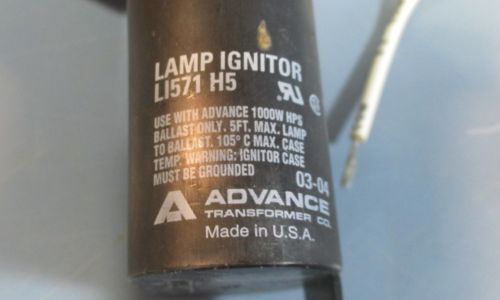 LAMP IGNITOR
LI571 H5
USE WITH ADVANCE 1000W HPS
BALLAST ONLY. 5FT. MAX. LAMP
TO BALLAST. 105° C MAX. CASE
TEMP. WARNING: IGNITOR CASE
MUST BE GROUNDED
03-04
ADVANCE
TRANSFORMER CO.
Made in U.S.A.